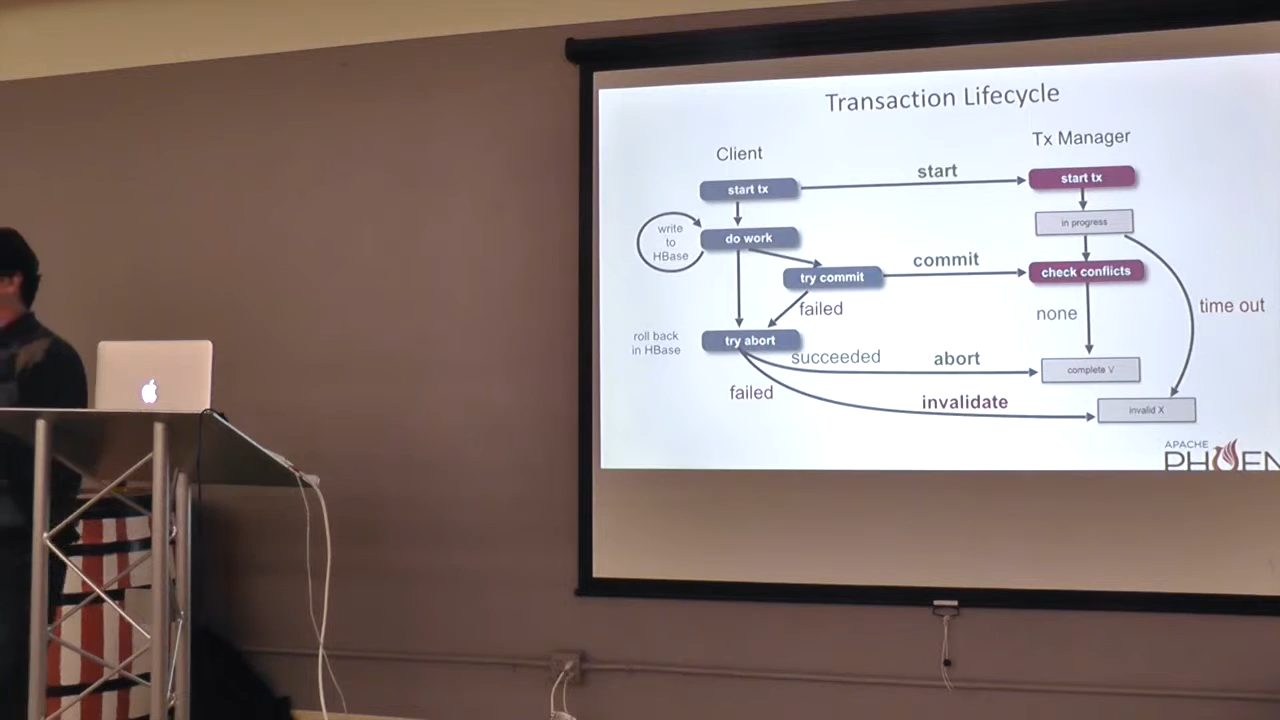 Transaction Lifecycle
Client
Tx Manager
start tx
start
start tx
in progress
write
to
HBase
do work
try commit
commit
check conflicts
failed
none
time out
roll back
in HBase
try abort
succeeded
abort
complete V
failed
invalidate
invalid X
APACHE
PHOEN